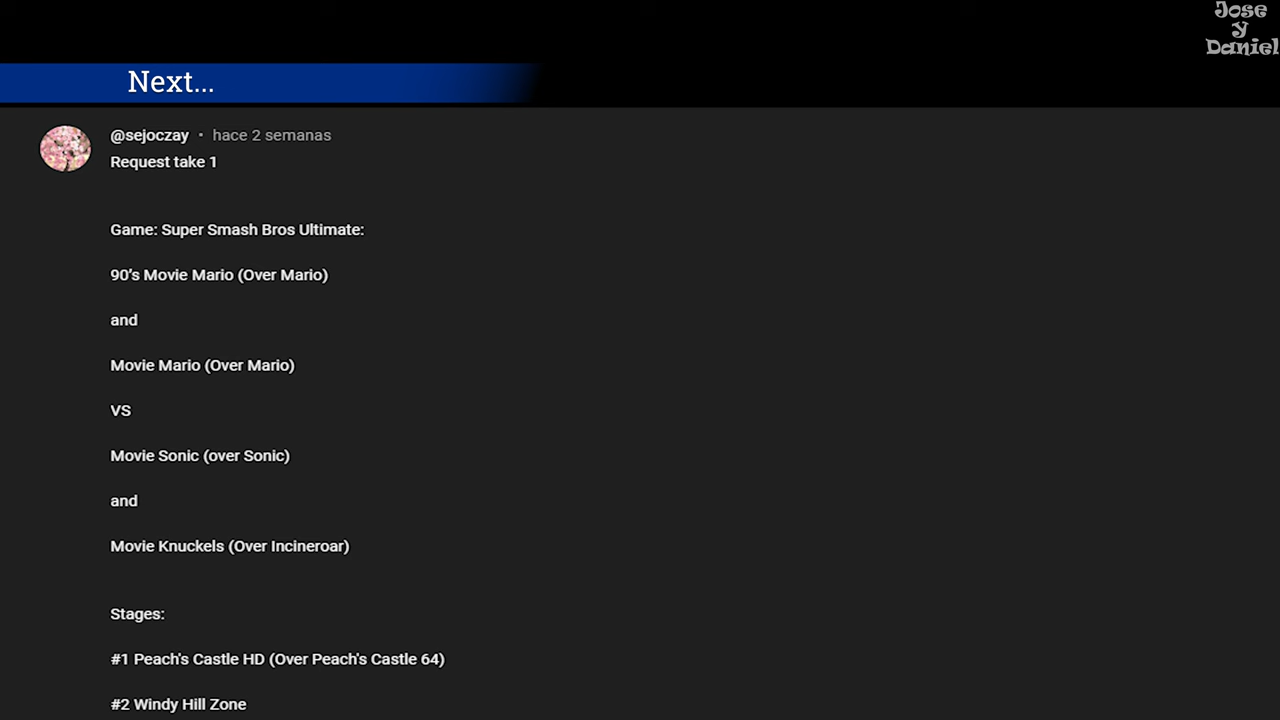 Jose
y
Daniel
Next...
@sejoczay • hace 2 semanas
Request take 1
Game: Super Smash Bros Ultimate:
90's Movie Mario (Over Mario)
and
Movie Mario (Over Mario)
VS
Movie Sonic (over Sonic)
and
Movie Knuckels (Over Incineroar)
Stages:
#1 Peach's Castle HD (Over Peach's Castle 64)
#2 Windy Hill Zone